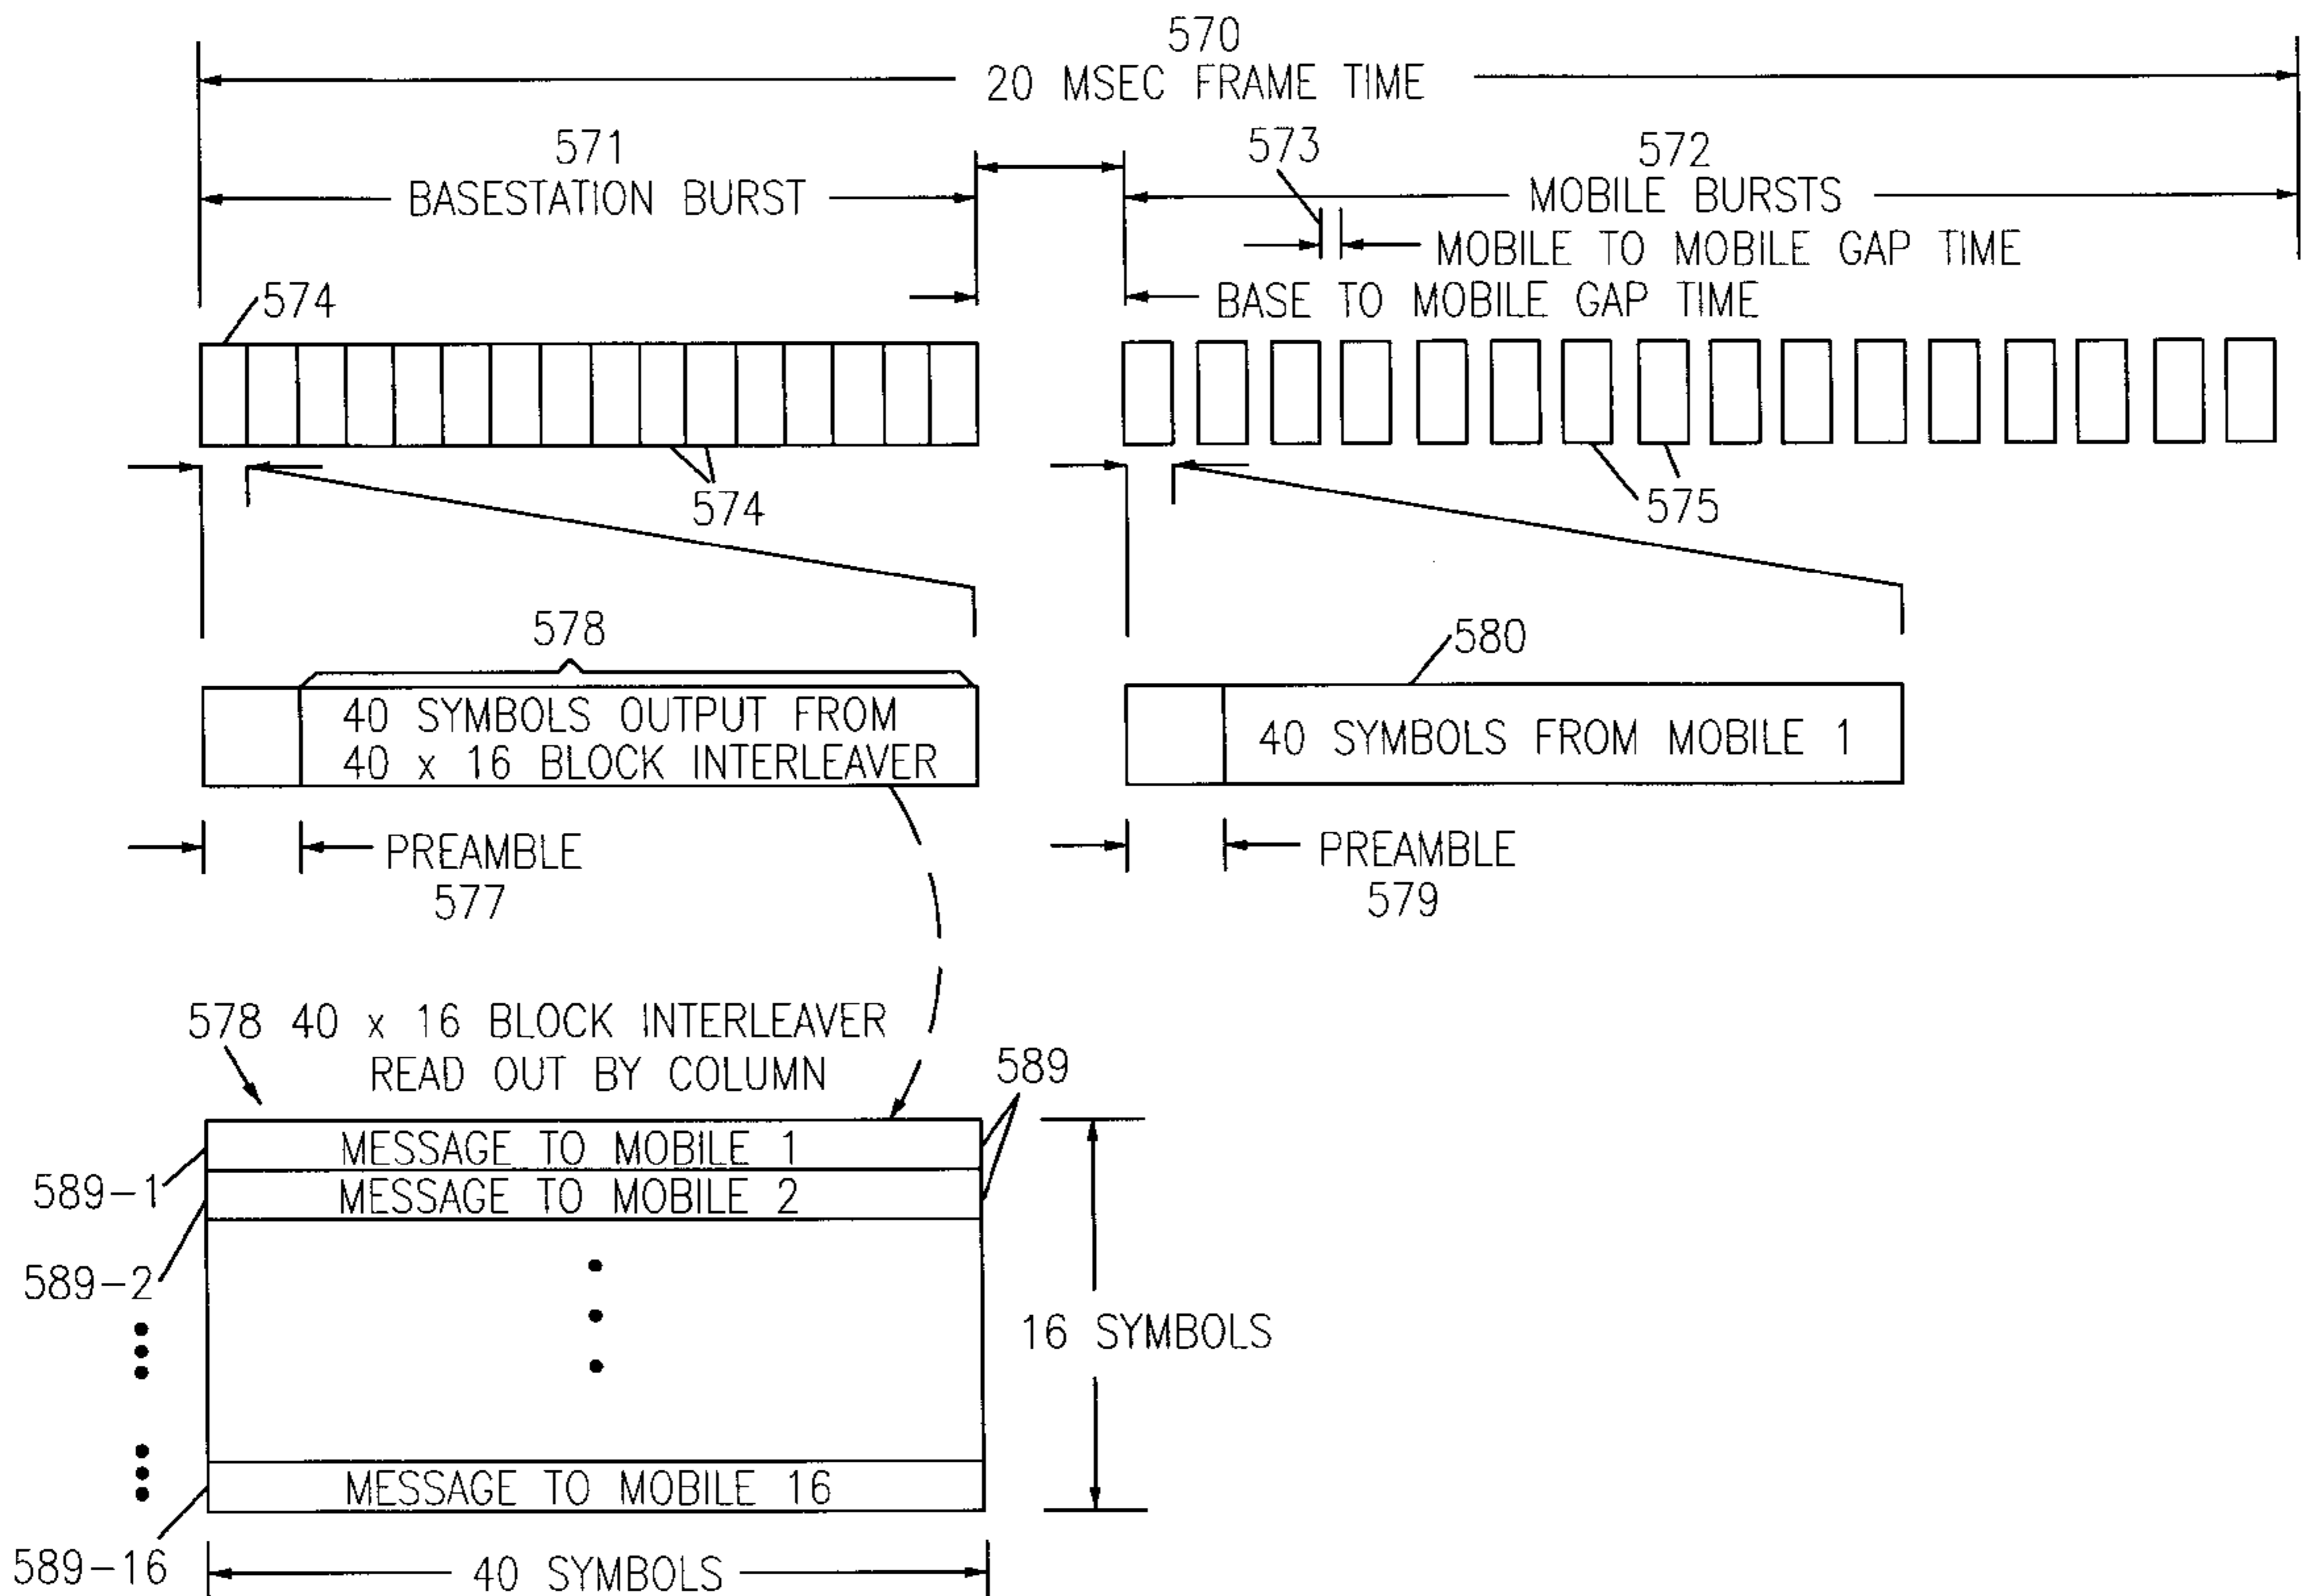 570
20 MSEC FRAME TIME
571
BASESTATION BURST
573
572
MOBILE BURSTS
MOBILE TO MOBILE GAP TIME
BASE TO MOBILE GAP TIME
574
574
575
578
40 SYMBOLS OUTPUT FROM
40 x 16 BLOCK INTERLEAVER
580
40 SYMBOLS FROM MOBILE 1
PREAMBLE
577
PREAMBLE
579
578 40 x 16 BLOCK INTERLEAVER
READ OUT BY COLUMN
589
MESSAGE TO MOBILE 1
589-1
MESSAGE TO MOBILE 2
589-2
16 SYMBOLS
MESSAGE TO MOBILE 16
589-16
40 SYMBOLS